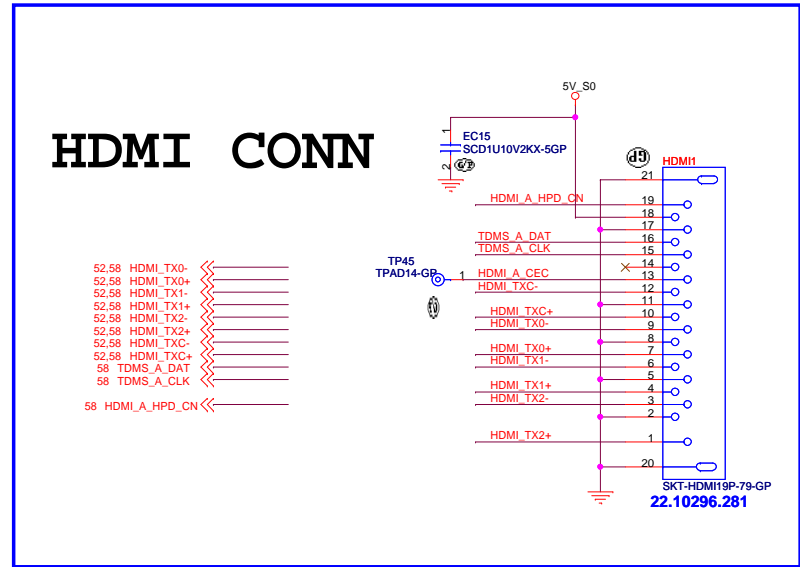 5V_S0
HDMI CONN
1
EC15
SCD1U10V2KX-5GP
2
HDMI1
21
HDMI_A_HPD_CN 19
18
17
TDMS_A_DAT 16
TDMS_A_CLK 15
14
TP45
TPAD14-GP
1 HDMI_A_CEC 13
HDMI_TXC- 12
11
HDMI_TXC+ 10
HDMI_TX0- 9
8
HDMI_TX0+ 7
HDMI_TX1- 6
5
HDMI_TX1+ 4
HDMI_TX2- 3
2
HDMI_TX2+ 1
20
SKT-HDMI19P-79-GP
22.10296.281
52,58 HDMI_TX0-
52,58 HDMI_TX0+
52,58 HDMI_TX1-
52,58 HDMI_TX1+
52,58 HDMI_TX2-
52,58 HDMI_TX2+
52,58 HDMI_TXC-
52,58 HDMI_TXC+
58 TDMS_A_DAT
58 TDMS_A_CLK
58 HDMI_A_HPD_CN